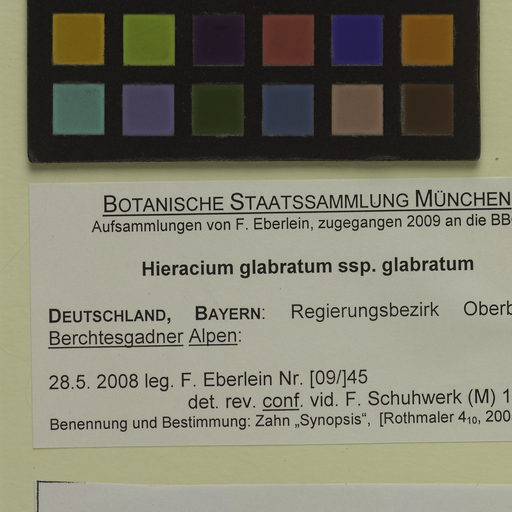 BOTANISCHE STAATSSAMMLUNG MÜNCHEN
Aufsammlungen von F. Eberlein, zugegangen 2009 an die BB
Hieracium glabratum ssp. glabratum
DEUTSCHLAND, BAYERN: Regierungsbezirk Oberb
Berchtesgadner Alpen:
28.5. 2008 leg. F. Eberlein Nr. [09/]45
det. rev. conf. vid. F. Schuhwerk (M) 1
Benennung und Bestimmung: Zahn „Synopsis“, [Rothmaler 4₁₀, 200